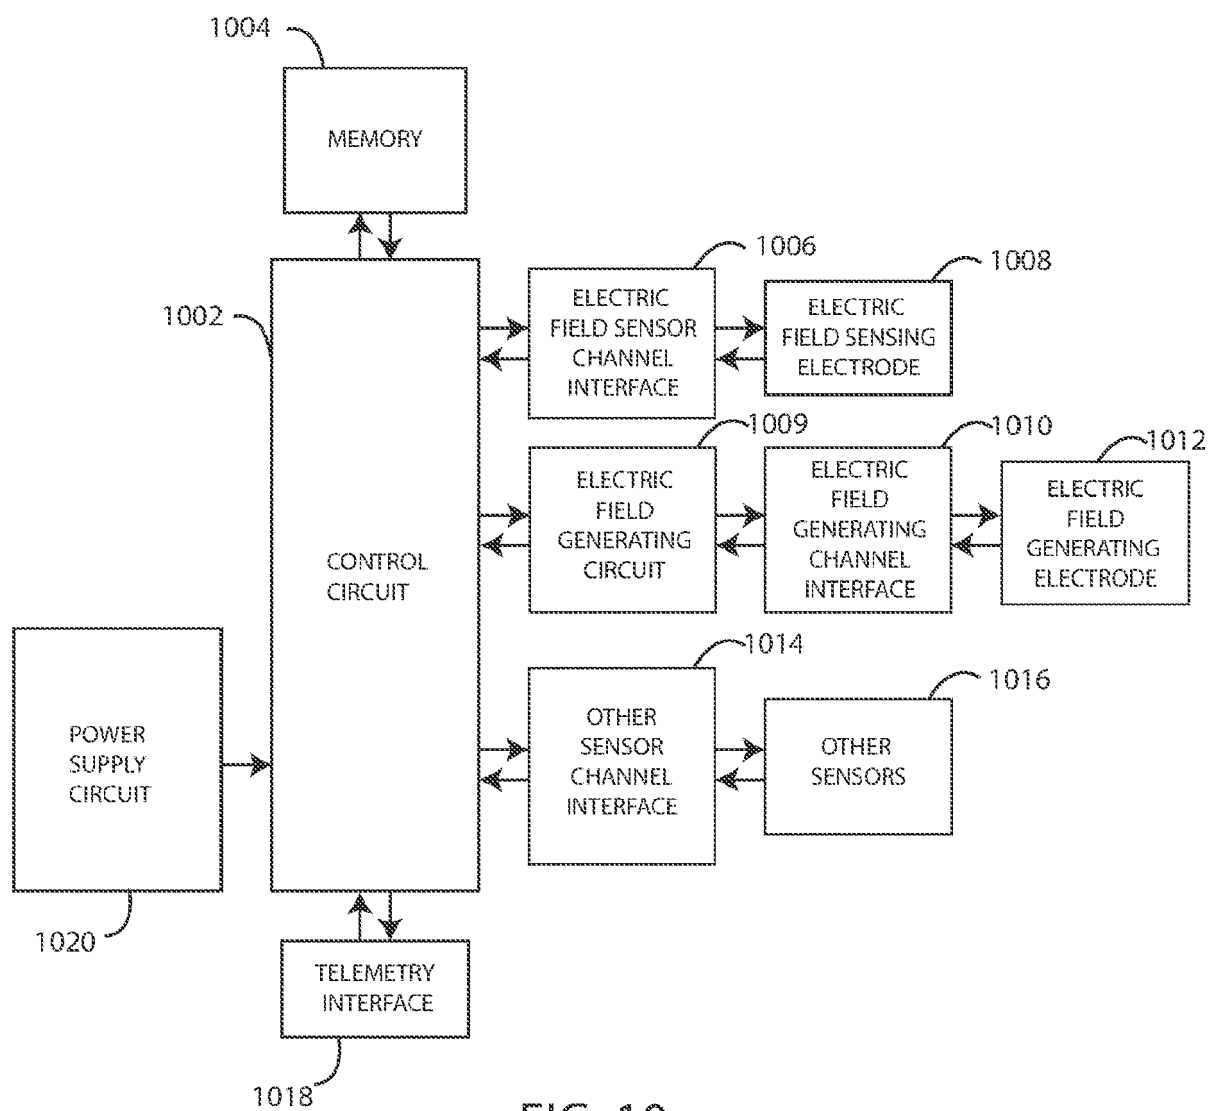 1004
MEMORY
1006
1008
1002
ELECTRIC
FIELD SENSOR
CHANNEL
INTERFACE
ELECTRIC
FIELD SENSING
ELECTRODE
1009
1010
1012
ELECTRIC
FIELD
GENERATING
CIRCUIT
ELECTRIC
FIELD
GENERATING
CHANNEL
INTERFACE
ELECTRIC
FIELD
GENERATING
ELECTRODE
CONTROL
CIRCUIT
1014
1016
POWER
SUPPLY
CIRCUIT
OTHER
SENSOR
CHANNEL
INTERFACE
OTHER
SENSORS
1020
TELEMETRY
INTERFACE
1018
FIG. 10